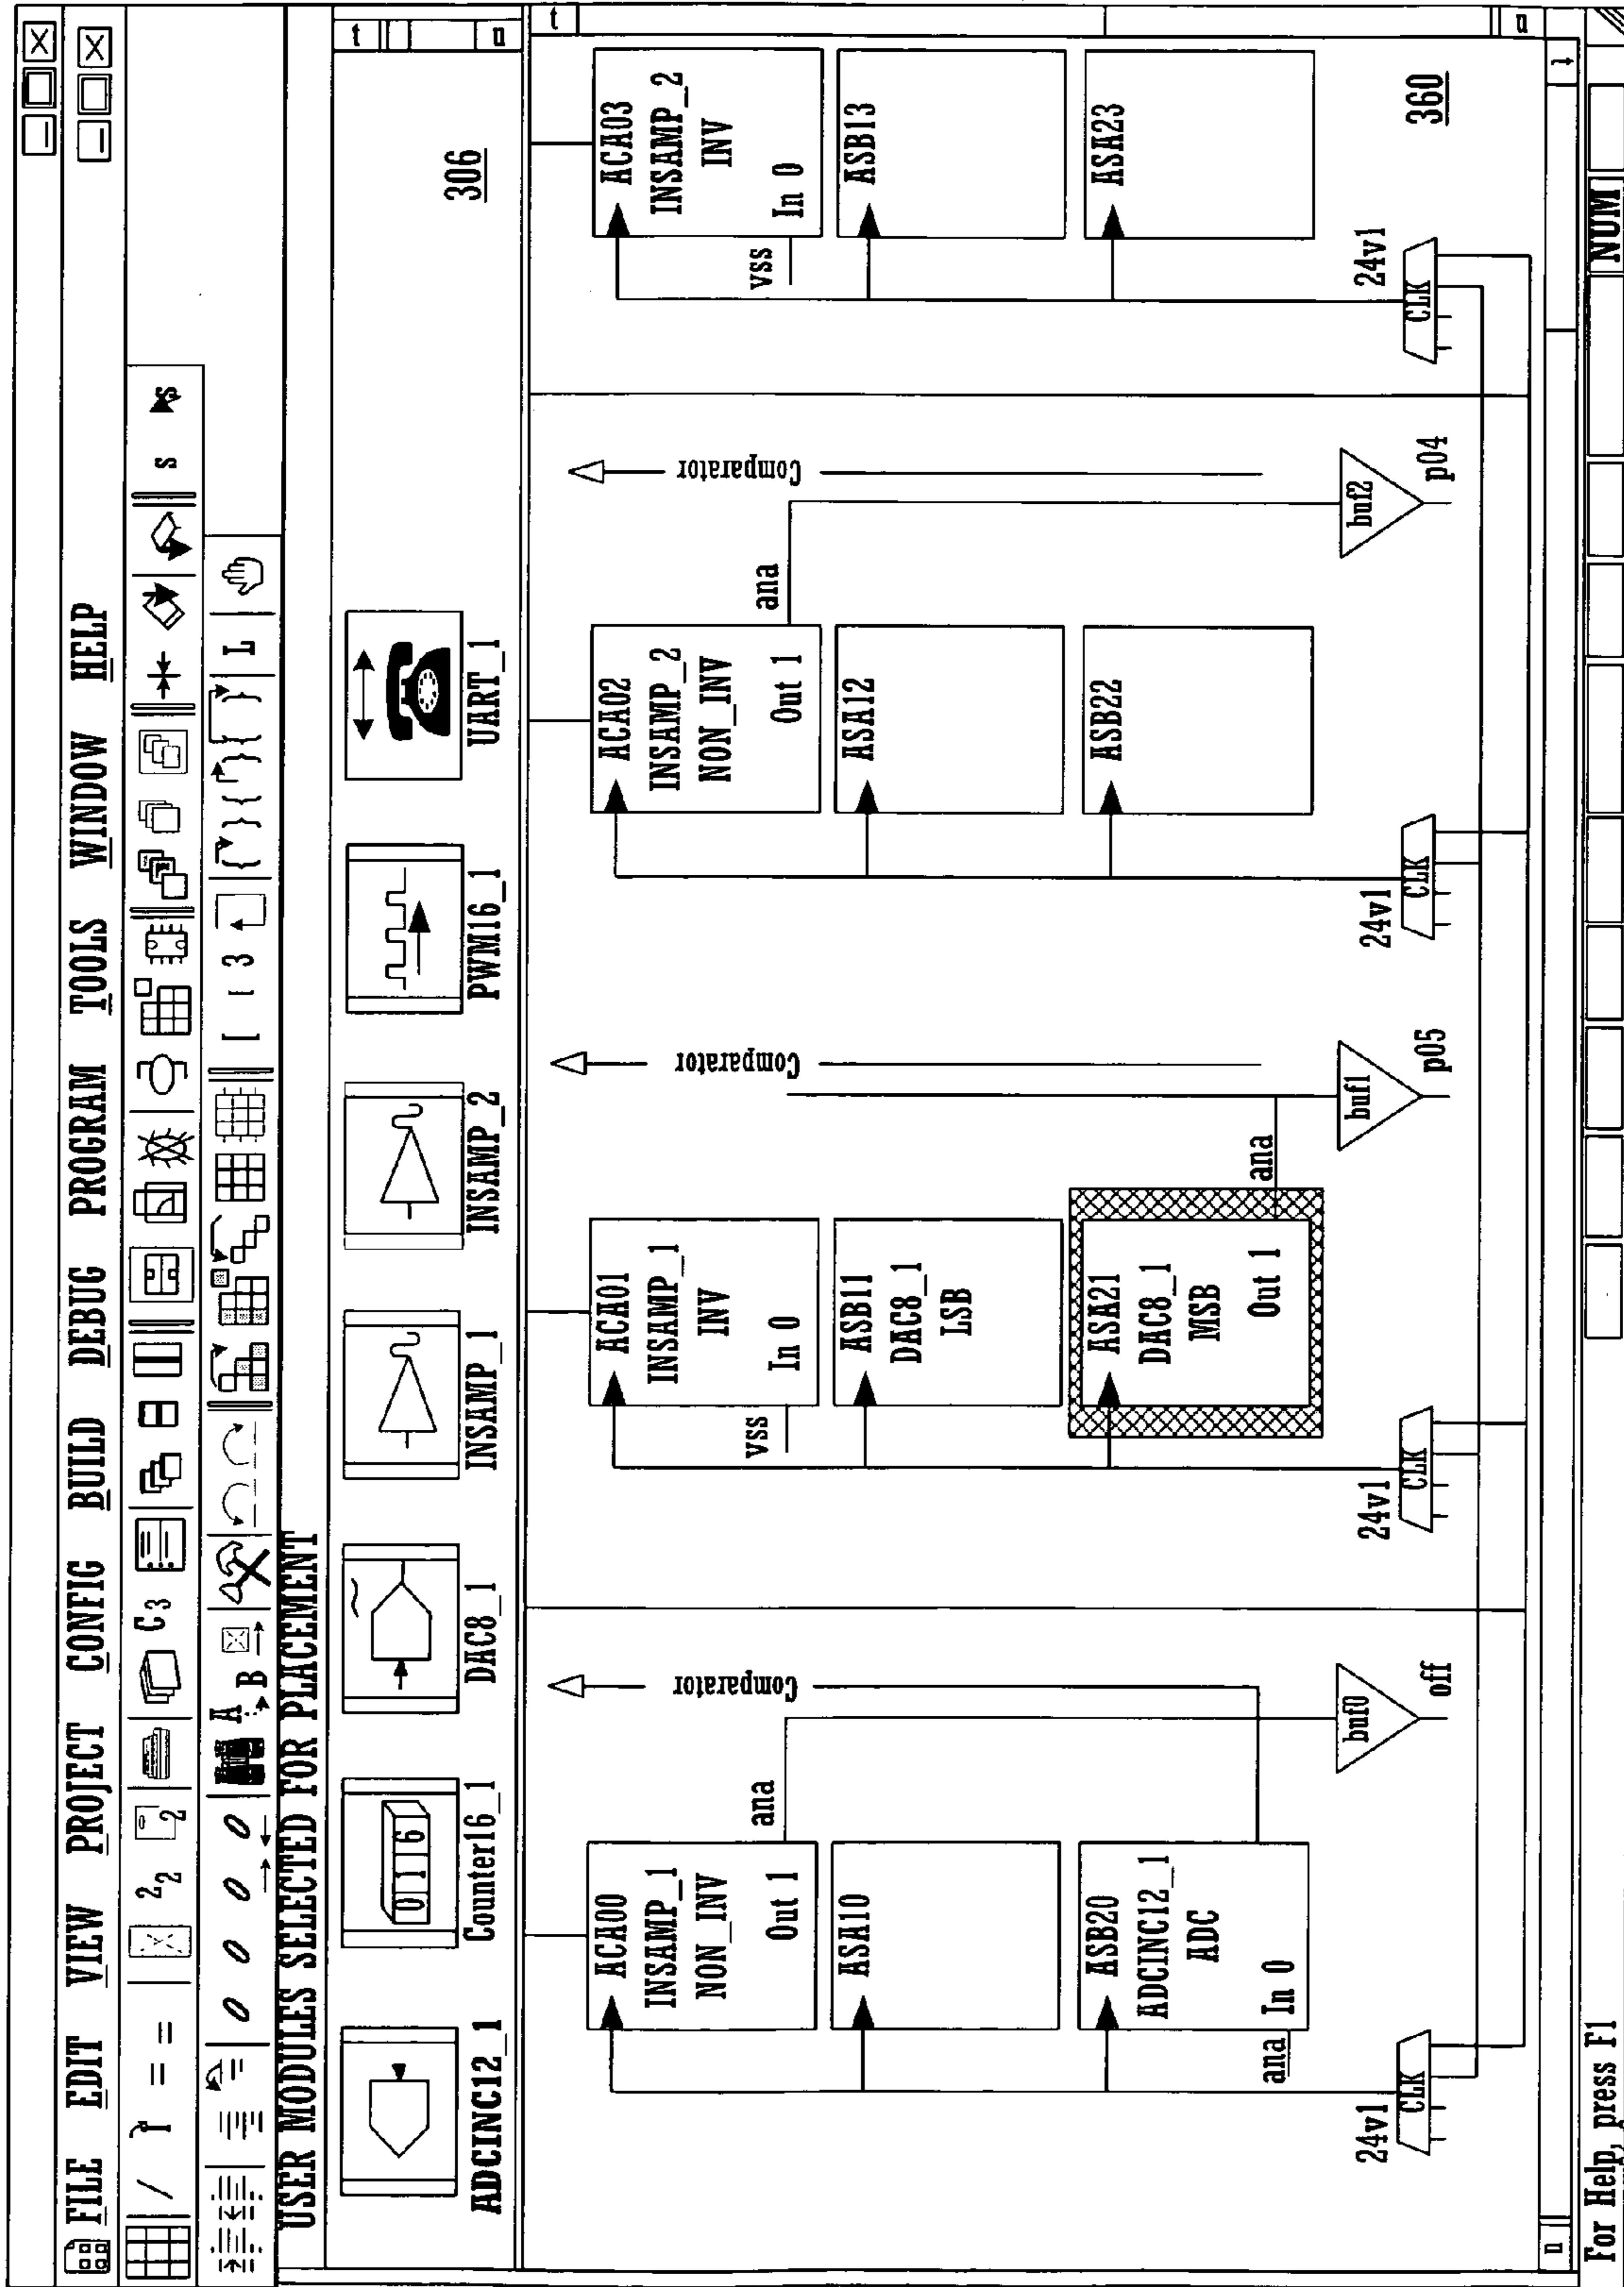 FILE EDIT VIEW PROJECT CONFIG BUILD DEBUG PROGRAM TOOLS WINDOW HELP
C 3
A B
L
USER MODULES SELECTED FOR PLACEMENT
306
0 1 6
ADCINC12_1 Counter16_1 DAC8_1 INSAMP_1 INSAMP_2 PWM16_1 UART_1
ACA00
INSAMP_1
NON_INV
Out 1
ana
ASA10
ASB20
ADCINC12_1
ADC
In 0
ana
Comparator
buf0
off
24v1
CLK
ACA01
INSAMP_1
INV
In 0
vss
ASB11
DAC8_1
LSB
ASA21
DAC8_1
MSB
Out 1
ana
Comparator
buf1
p05
24v1
CLK
ACA02
INSAMP_2
NON_INV
Out 1
ana
ASA12
ASB22
Comparator
buf2
p04
24v1
CLK
ACA03
INSAMP_2
INV
In 0
vss
ASB13
ASA23
24v1
CLK
360
For Help, press F1
NUM